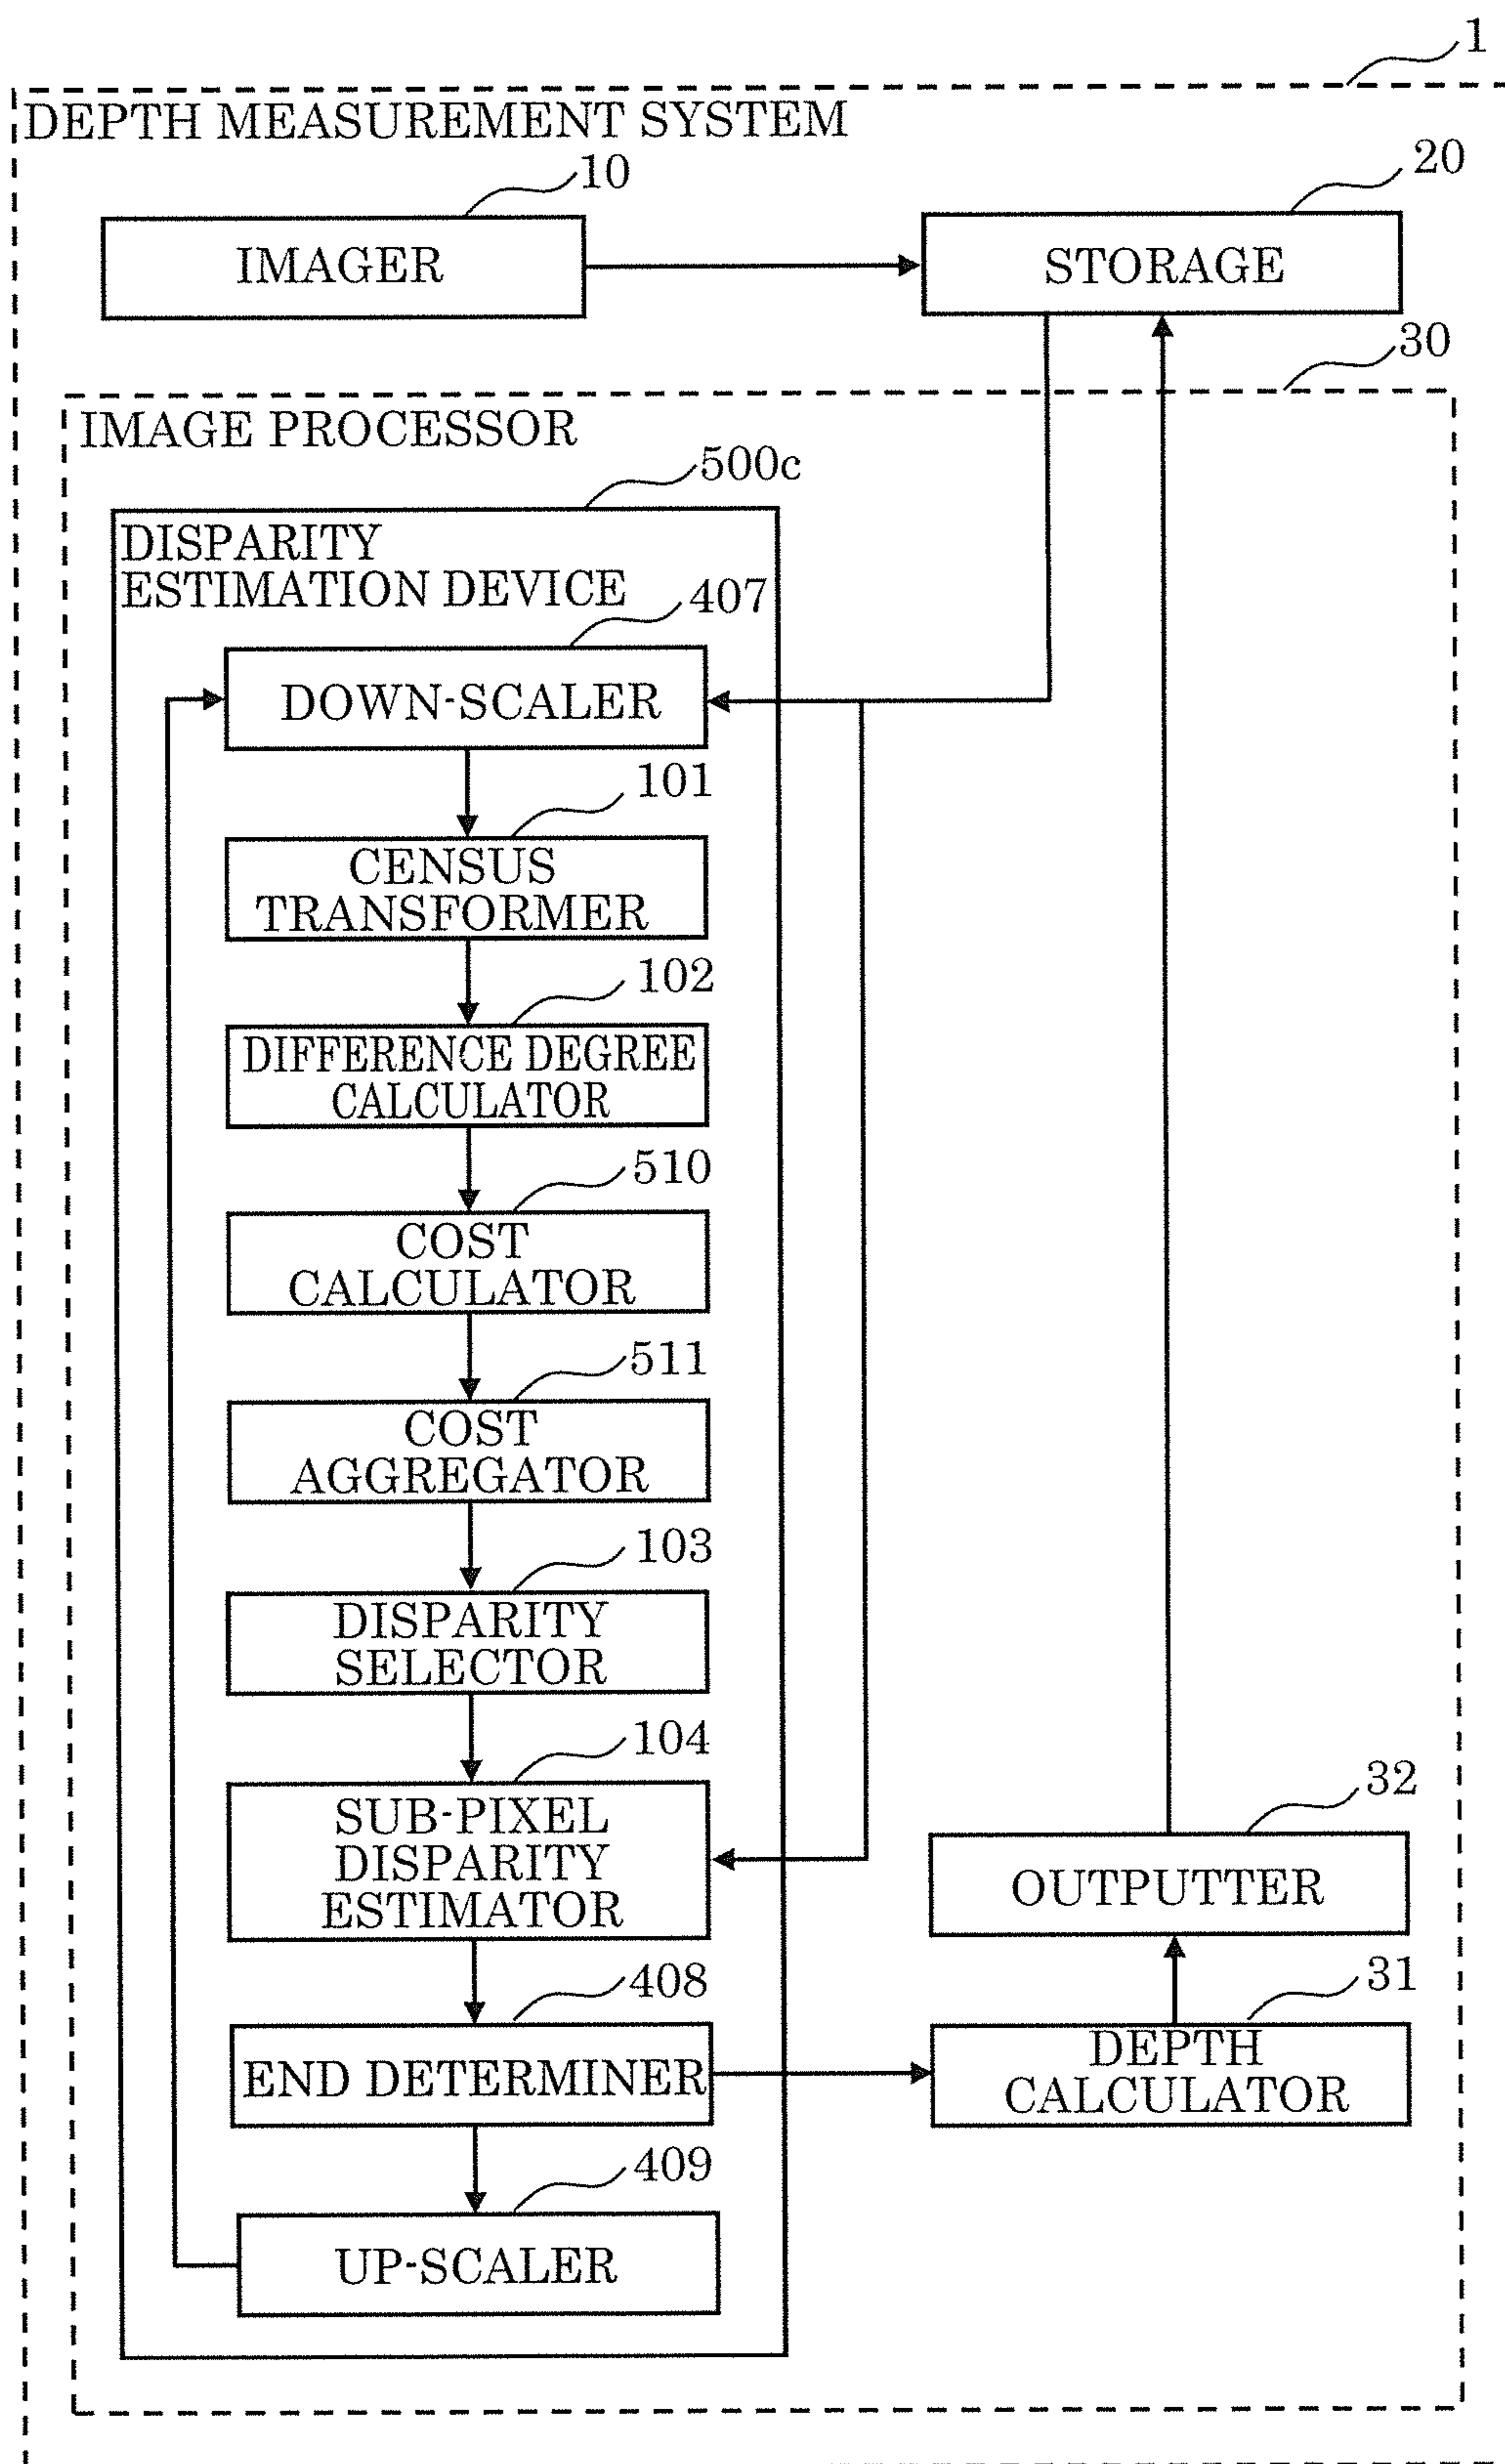 1
DEPTH MEASUREMENT SYSTEM
10
20
IMAGER
STORAGE
30
IMAGE PROCESSOR
500c
DISPARITY
ESTIMATION DEVICE
407
DOWN-SCALER
101
CENSUS
TRANSFORMER
102
DIFFERENCE DEGREE
CALCULATOR
510
COST
CALCULATOR
511
COST
AGGREGATOR
103
DISPARITY
SELECTOR
104
SUB-PIXEL
DISPARITY
ESTIMATOR
32
OUTPUTTER
408
END DETERMINER
31
DEPTH
CALCULATOR
409
UP-SCALER